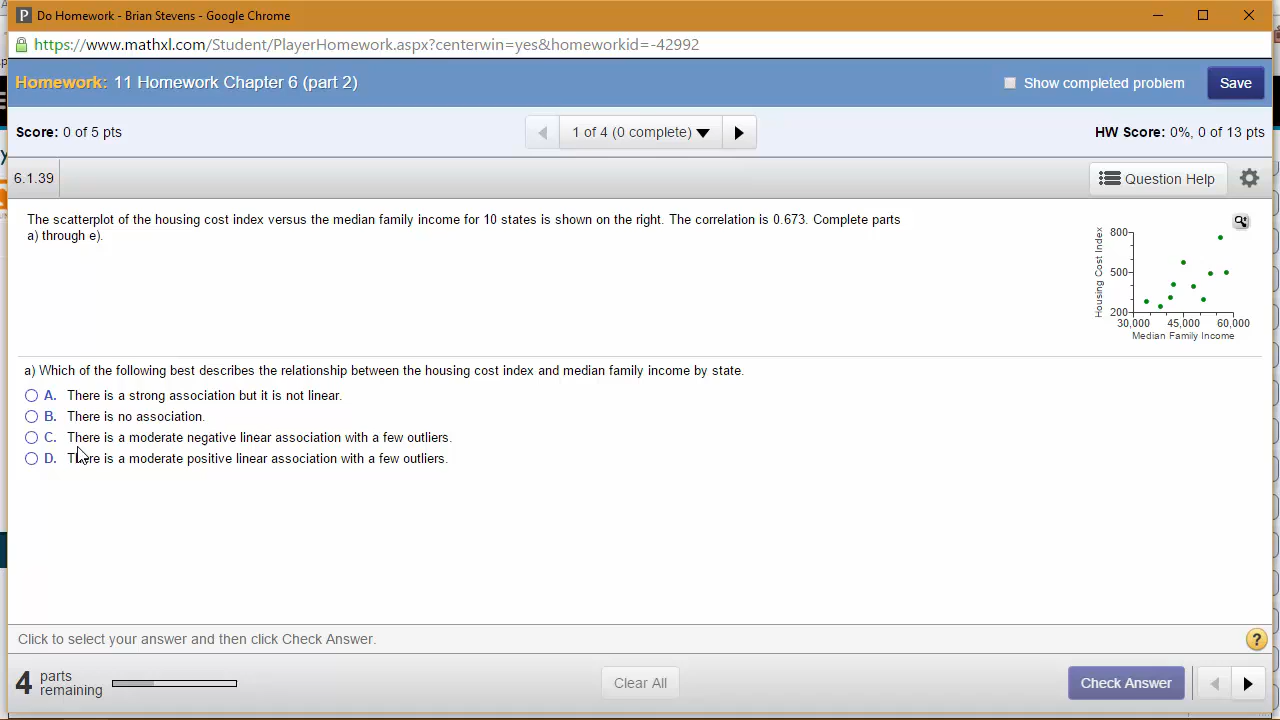 Do Homework - Brian Stevens - Google Chrome
https://www.mathxl.com/Student/PlayerHomework.aspx?centerwin=yes&homeworkid=-42992
Homework: 11 Homework Chapter 6 (part 2)
Show completed problem
Save
Score: 0 of 5 pts
1 of 4 (0 complete)
HW Score: 0%, 0 of 13 pts
6.1.39
Question Help
The scatterplot of the housing cost index versus the median family income for 10 states is shown on the right. The correlation is 0.673. Complete parts
a) through e).
Housing Cost Index
800
500
200
30,000 45,000 60,000
Median Family Income
a) Which of the following best describes the relationship between the housing cost index and median family income by state.
A. There is a strong association but it is not linear.
B. There is no association.
C. There is a moderate negative linear association with a few outliers.
D. There is a moderate positive linear association with a few outliers.
Click to select your answer and then click Check Answer.
?
4 parts
remaining
Clear All
Check Answer